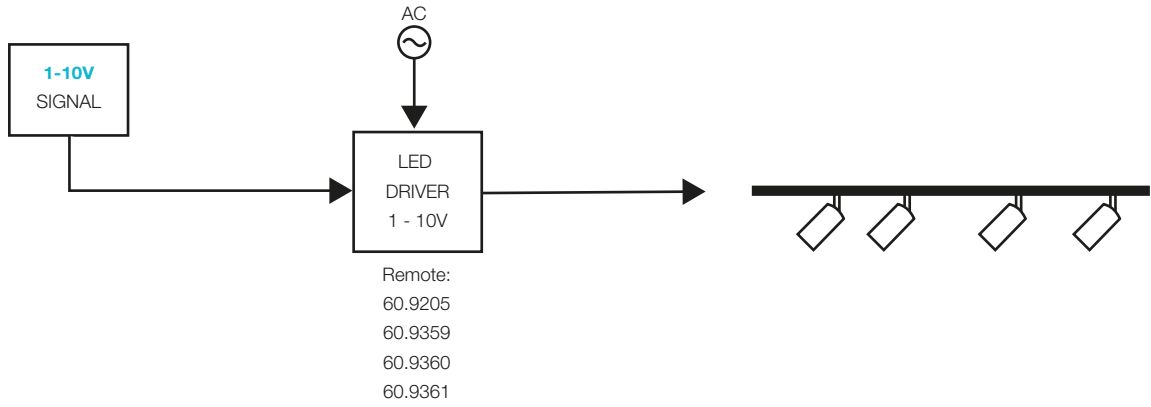 AC
1-10V
SIGNAL
LED
DRIVER
1 - 10V
Remote:
60.9205
60.9359
60.9360
60.9361